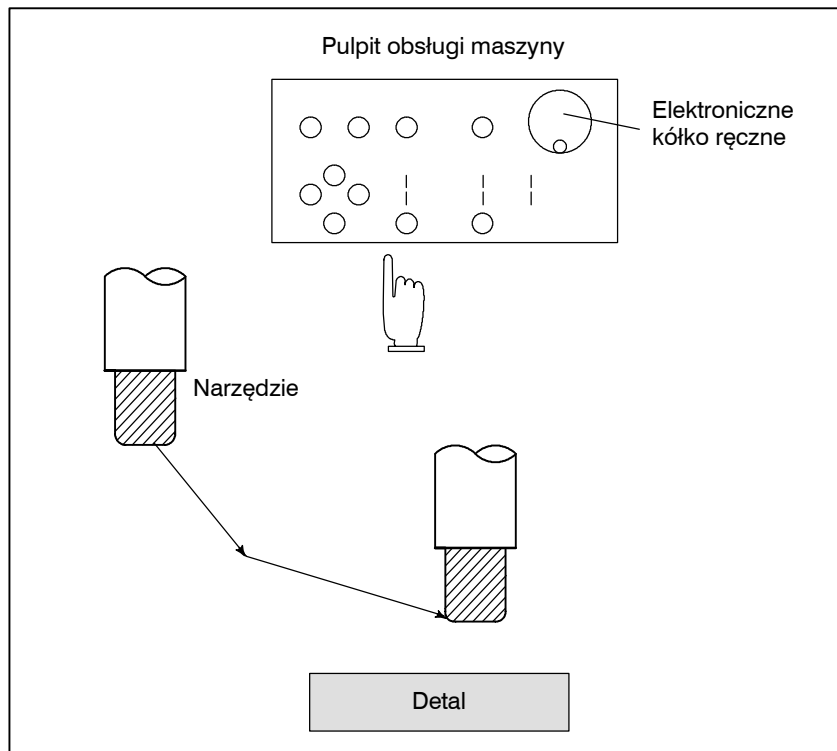 Pulpit obsługi maszyny
Elektroniczne
kółko ręczne
Narzędzie
Detal